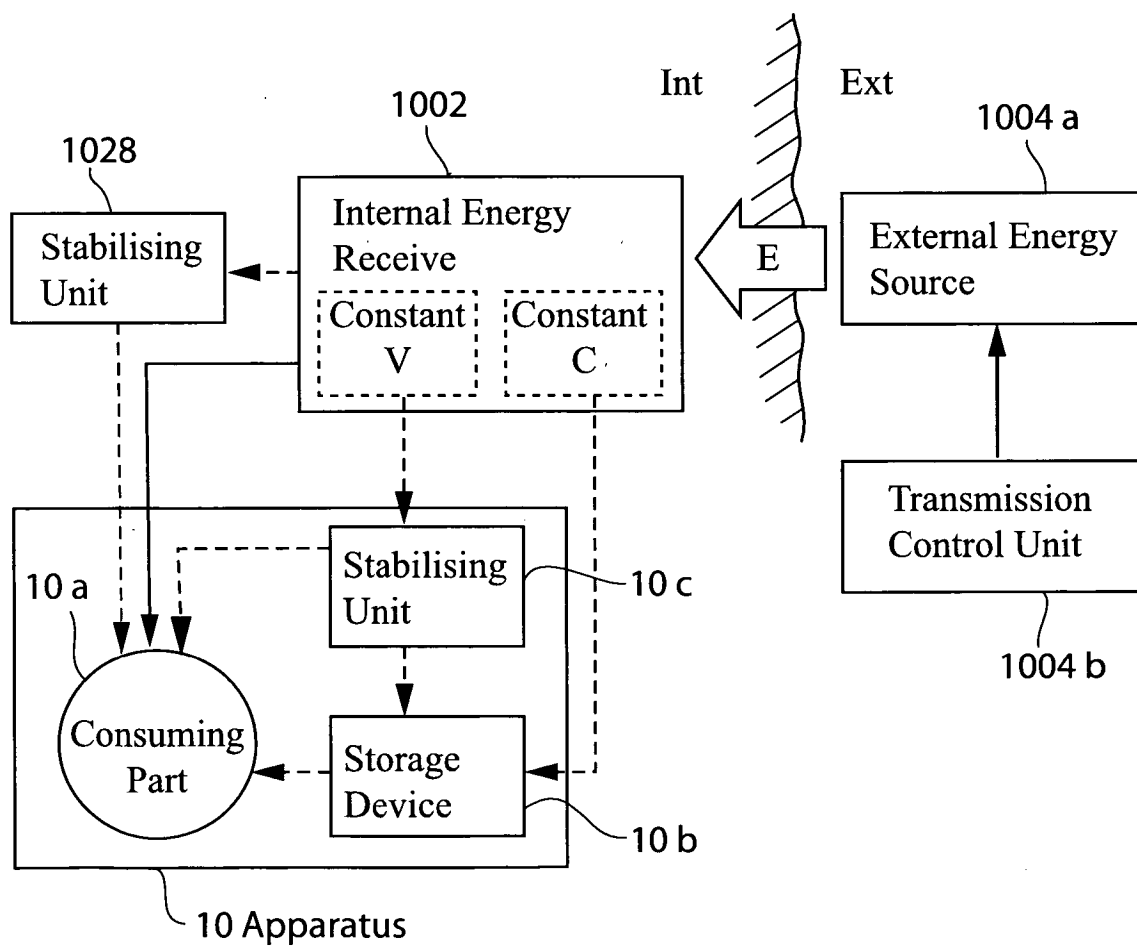 Int
Ext
1002
1004 a
1028
Stabilising
Unit
Internal Energy
Receive
Constant
V
Constant
C
E
External Energy
Source
Transmission
Control Unit
1004 b
10 a
Stabilising
Unit
10 c
Consuming
Part
Storage
Device
10 b
10 Apparatus